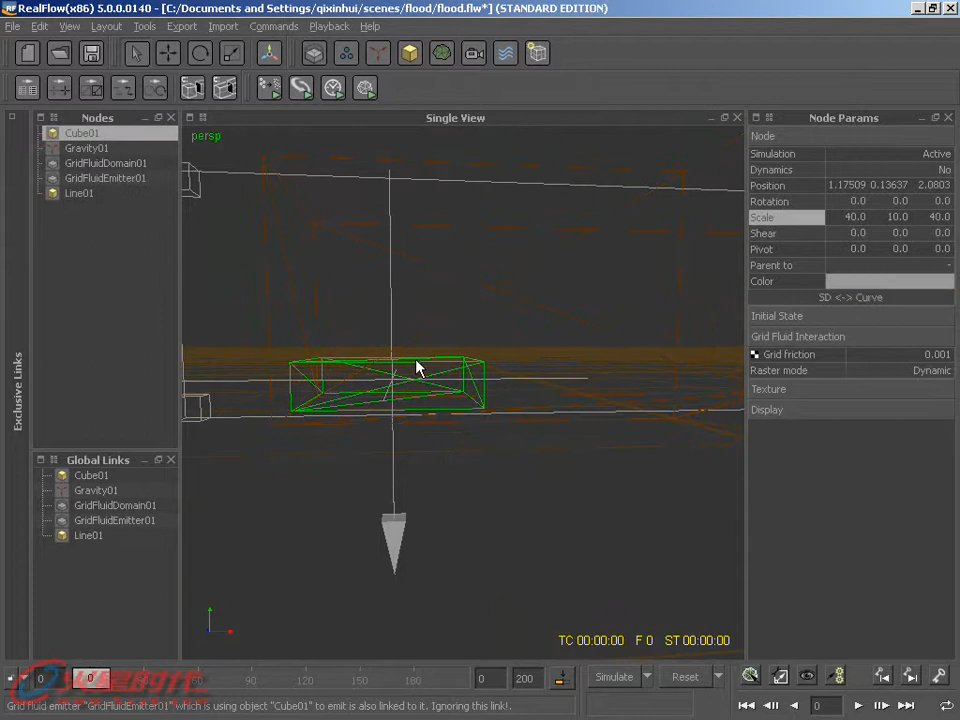 RealFlow(x86) 5.0.0.0140 - [C:/Documents and Settings/qixinhui/scenes/flood/flood.flw*] (STANDARD EDITION)
File Edit View Layout Tools Export Import Commands Playback Help
Nodes
Cube01
Gravity01
GridFluidDomain01
GridFluidEmitter01
Line01
Exclusive Links
Global Links
Cube01
Gravity01
GridFluidDomain01
GridFluidEmitter01
Line01
Single View
persp
TC 00:00:00 F 0 ST 00:00:00
Node Params
Node
Simulation Active
Dynamics No
Position 1.17509 0.13637 2.0803
Rotation 0.0 0.0 0.0
Scale 40.0 10.0 40.0
Shear 0.0 0.0 0.0
Pivot 0.0 0.0 0.0
Parent to -
Color
SD <-> Curve
Initial State
Grid Fluid Interaction
Grid friction 0.001
Raster mode Dynamic
Texture
Display
0 0 60 90 120 150 180 0 200 Simulate Reset 0
火星时代
Grid fluid emitter "GridFluidEmitter01" which is using object "Cube01" to emit is also linked to it. Ignoring this link!.